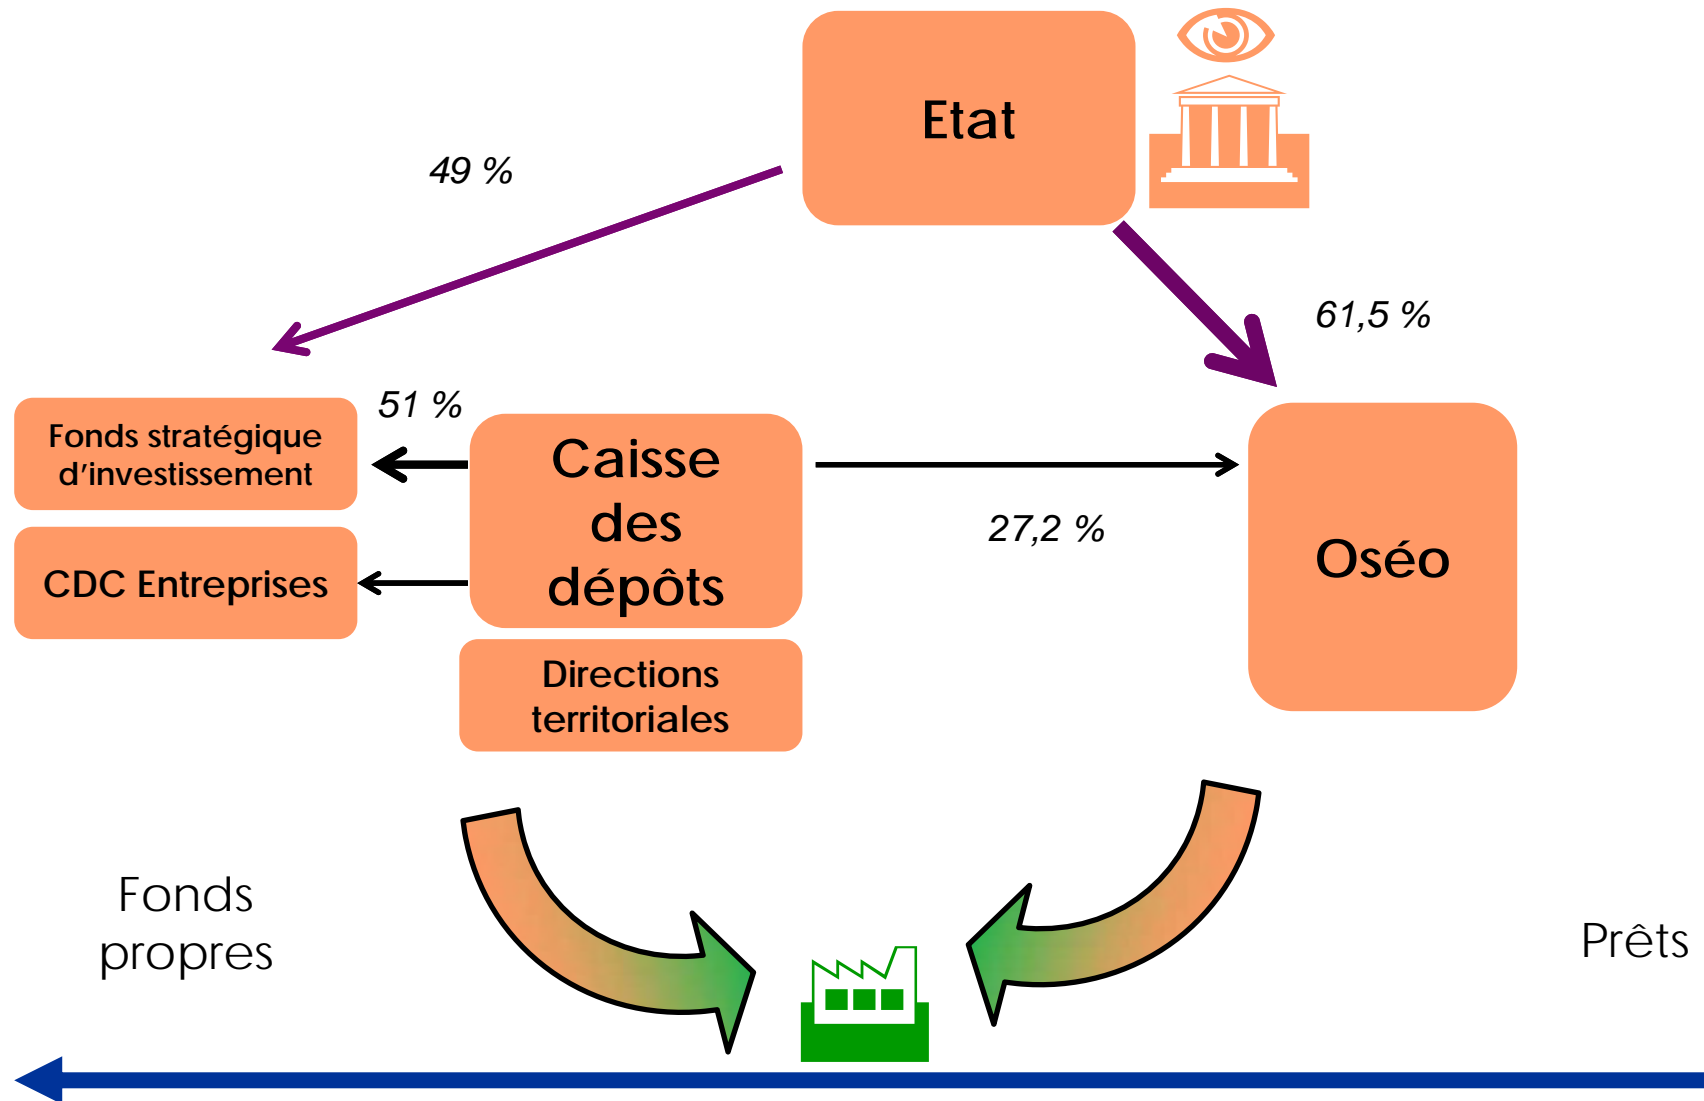 Etat
49 %
61,5 %
51 %
Fonds stratégique
d’investissement
Caisse
des
dépôts
27,2 %
Oséo
CDC Entreprises
Directions
territoriales
Fonds
propres
Prêts